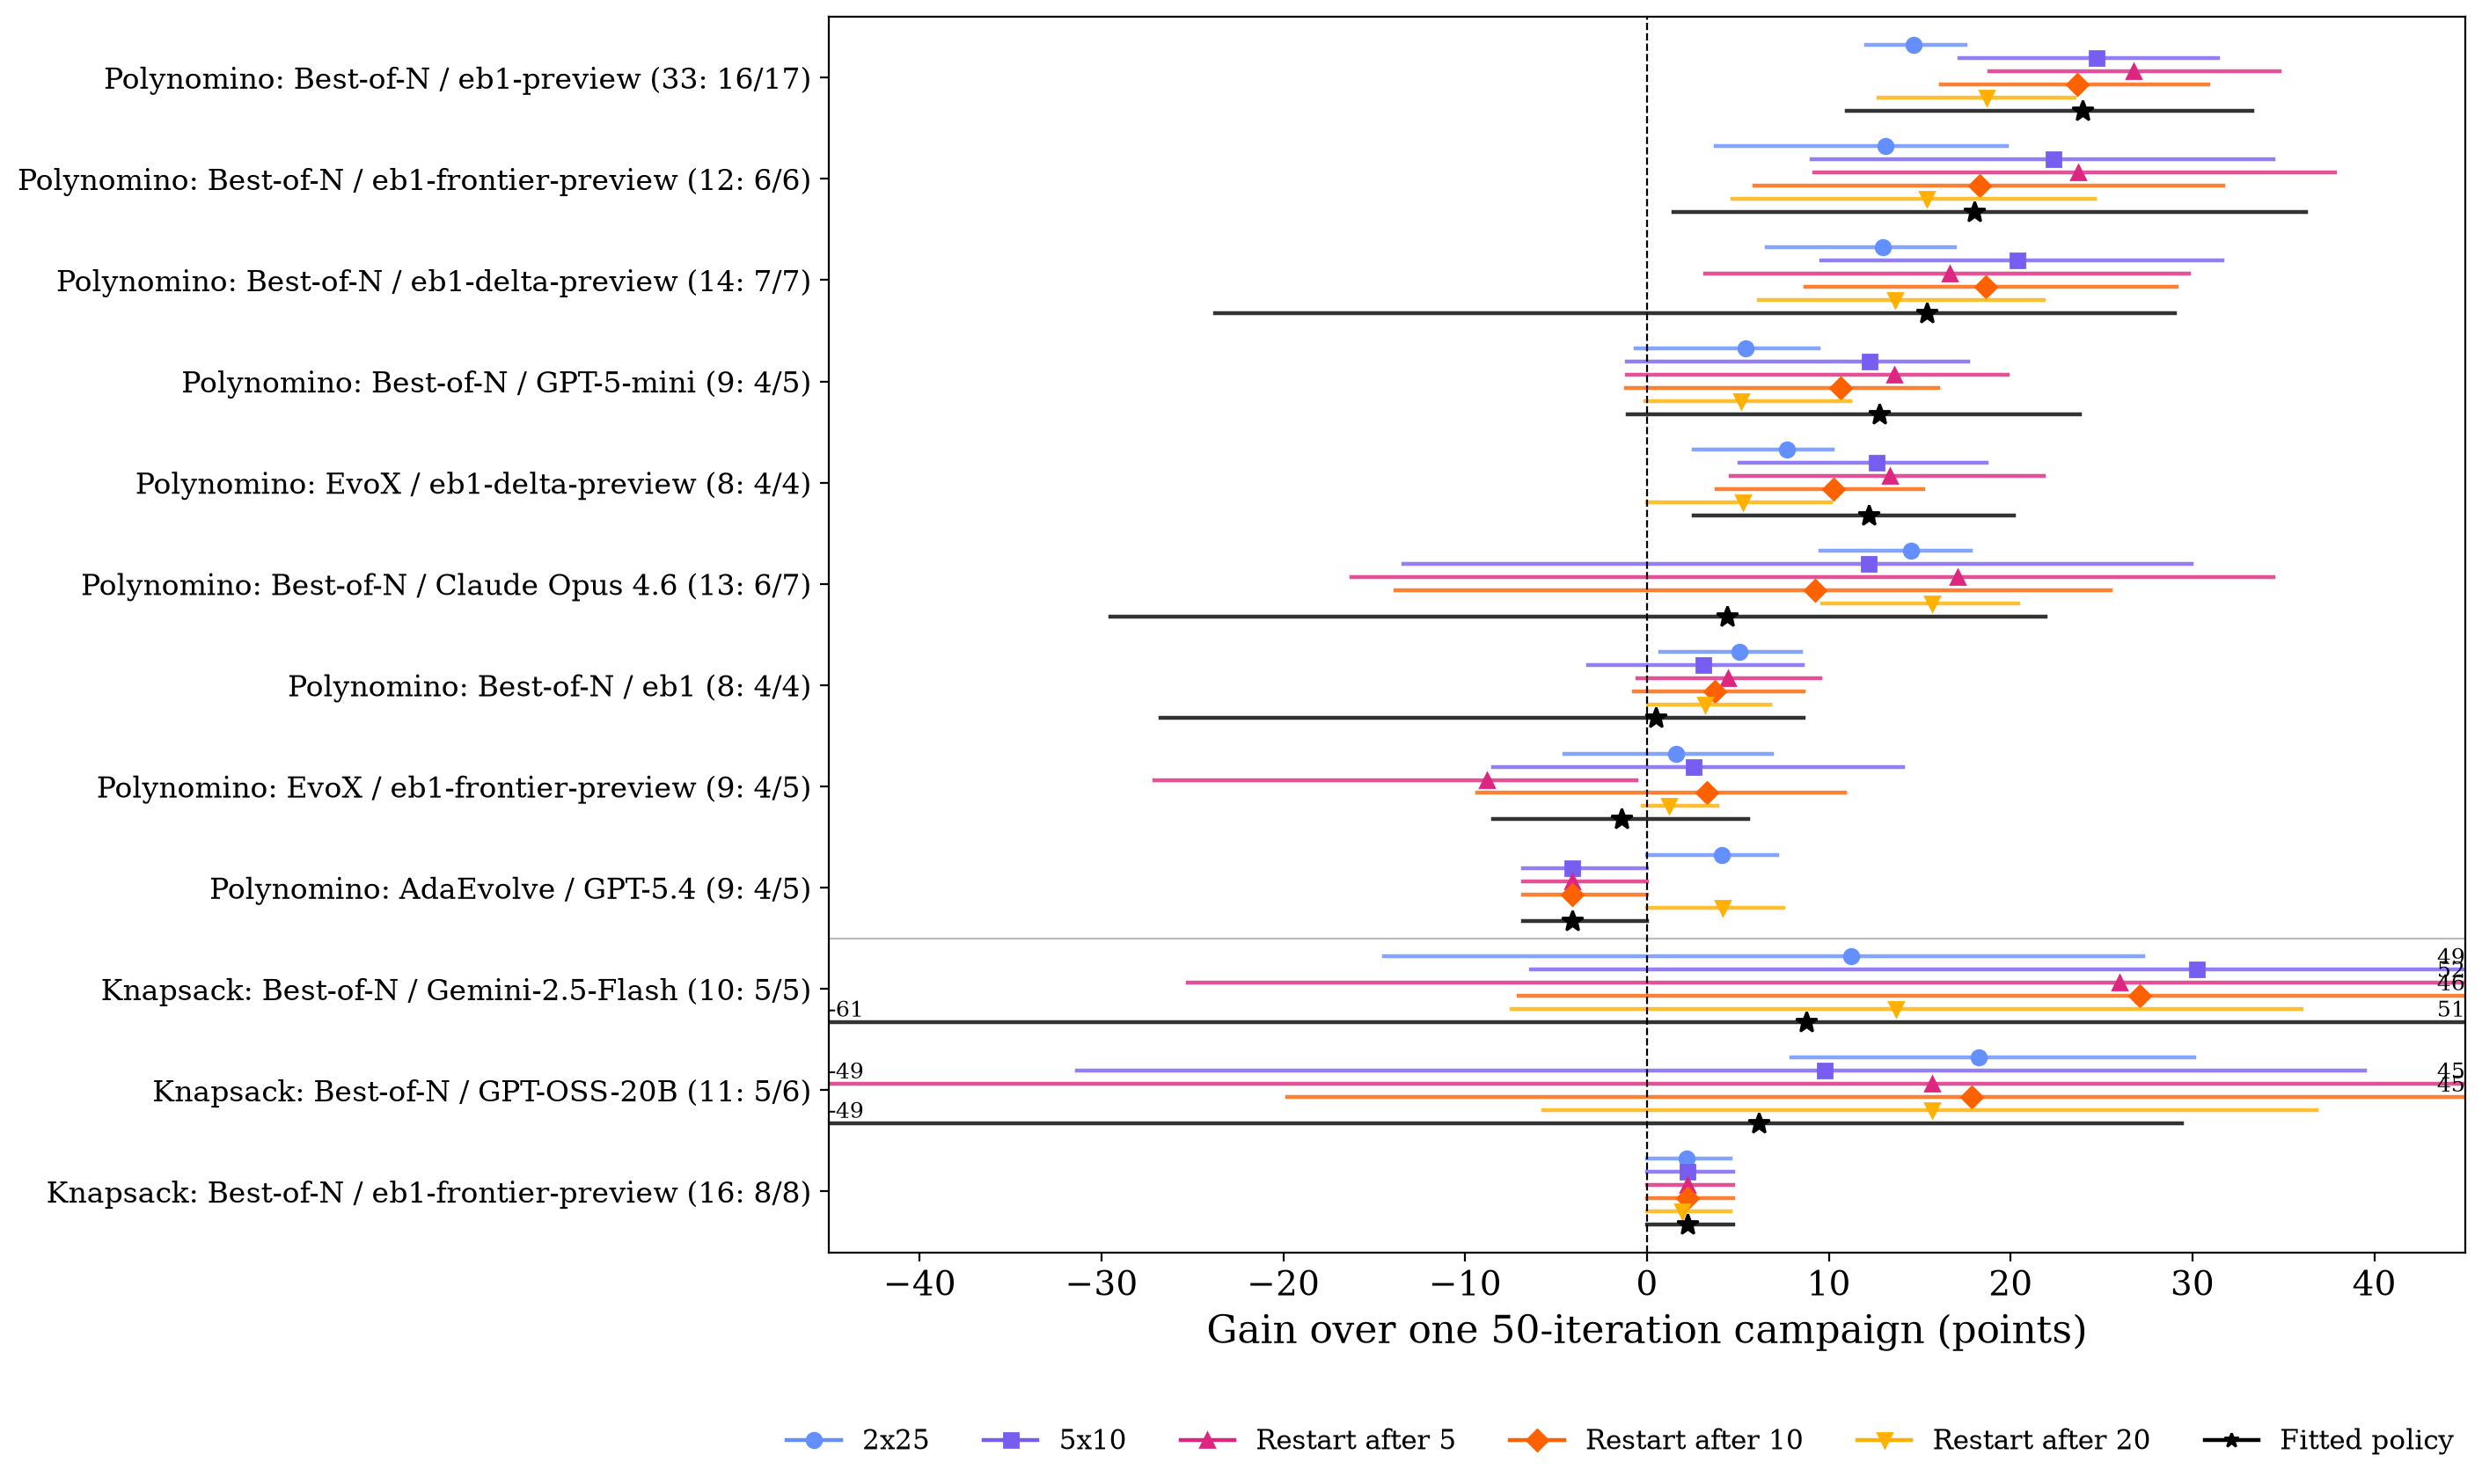 Polynomino: Best-of-N / eb1-preview (33: 16/17)
Polynomino: Best-of-N / eb1-frontier-preview (12: 6/6)
Polynomino: Best-of-N / eb1-delta-preview (14: 7/7)
Polynomino: Best-of-N / GPT-5-mini (9: 4/5)
Polynomino: EvoX / eb1-delta-preview (8: 4/4)
Polynomino: Best-of-N / Claude Opus 4.6 (13: 6/7)
Polynomino: Best-of-N / eb1 (8: 4/4)
Polynomino: EvoX / eb1-frontier-preview (9: 4/5)
Polynomino: AdaEvolve / GPT-5.4 (9: 4/5)
49
52
Knapsack: Best-of-N / Gemini-2.5-Flash (10: 5/5)
46
-61
51
-49
45
Knapsack: Best-of-N / GPT-OSS-20B (11: 5/6)
45
-49
Knapsack: Best-of-N / eb1-frontier-preview (16: 8/8)
−40 −30 −20 −10 0 10 20 30 40
Gain over one 50-iteration campaign (points)
2x25 5x10 Restart after 5 Restart after 10 Restart after 20 Fitted policy